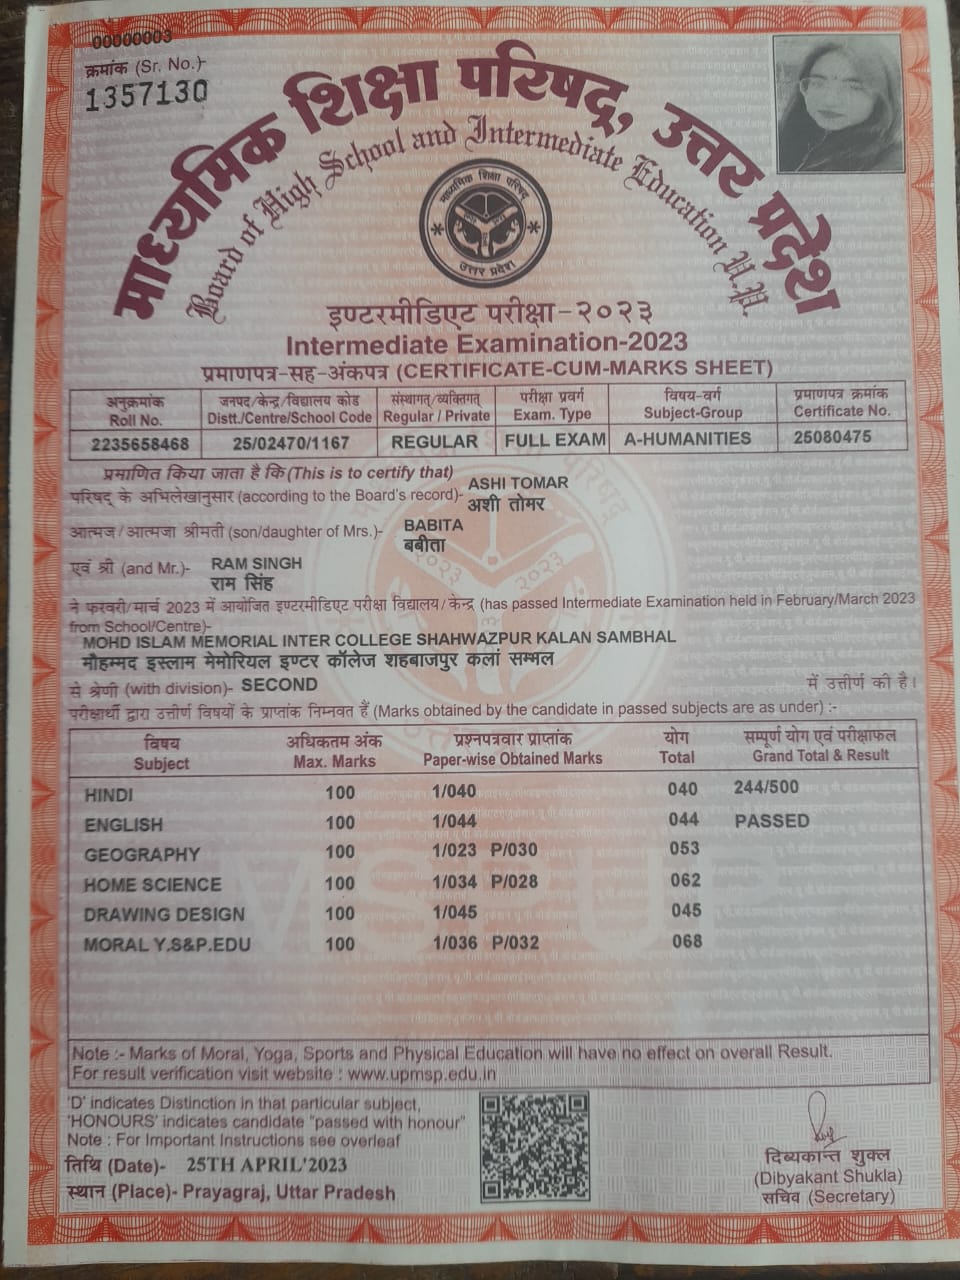 00000003
क्रमांक (Sr. No.)-
1357130
माध्यमिक शिक्षा परिषद्, उत्तर प्रदेश
Board of High School and Intermediate Education U.P.
माध्यमिक शिक्षा परिषद्
उत्तर प्रदेश
इण्टरमीडिएट परीक्षा-२०२३
Intermediate Examination-2023
प्रमाणपत्र-सह-अंकपत्र (CERTIFICATE-CUM-MARKS SHEET)
अनुक्रमांक जनपद/केन्द्र/विद्यालय कोड संस्थागत्/व्यक्तिगत् परीक्षा प्रवर्ग विषय-वर्ग प्रमाणपत्र क्रमांक
Roll No. Distt./Centre/School Code Regular / Private Exam. Type Subject-Group Certificate No.
2235658468 25/02470/1167 REGULAR FULL EXAM A-HUMANITIES 25080475
प्रमाणित किया जाता है कि (This is to certify that)
परिषद् के अभिलेखानुसार (according to the Board's record)- ASHI TOMAR
अशी तोमर
आत्मज/आत्मजा श्रीमती (son/daughter of Mrs.)- BABITA
बबीता
एवं श्री (and Mr.)- RAM SINGH
राम सिंह
ने फरवरी/मार्च 2023 में आयोजित इण्टरमीडिएट परीक्षा विद्यालय/केन्द्र (has passed Intermediate Examination held in February/March 2023
from School/Centre)-
MOHD ISLAM MEMORIAL INTER COLLEGE SHAHWAZPUR KALAN SAMBHAL
मौहम्मद इस्लाम मेमोरियल इण्टर कॉलेज शहबाजपुर कलां सम्भल
से श्रेणी (with division)- SECOND में उत्तीर्ण की है।
परीक्षार्थी द्वारा उत्तीर्ण विषयों के प्राप्तांक निम्नवत हैं (Marks obtained by the candidate in passed subjects are as under) :-
विषय अधिकतम अंक प्रश्नपत्रवार प्राप्तांक योग सम्पूर्ण योग एवं परीक्षाफल
Subject Max. Marks Paper-wise Obtained Marks Total Grand Total & Result
HINDI 100 1/040 040 244/500
ENGLISH 100 1/044 044 PASSED
GEOGRAPHY 100 1/023 P/030 053
HOME SCIENCE 100 1/034 P/028 062
DRAWING DESIGN 100 1/045 045
MORAL Y.S&P.EDU 100 1/036 P/032 068
Note :- Marks of Moral, Yoga, Sports and Physical Education will have no effect on overall Result.
For result verification visit website : www.upmsp.edu.in
'D' indicates Distinction in that particular subject,
'HONOURS' indicates candidate "passed with honour"
Note : For Important Instructions see overleaf
तिथि (Date)- 25TH APRIL'2023
स्थान (Place)- Prayagraj, Uttar Pradesh
दिब्यकान्त शुक्ल
(Dibyakant Shukla)
सचिव (Secretary)